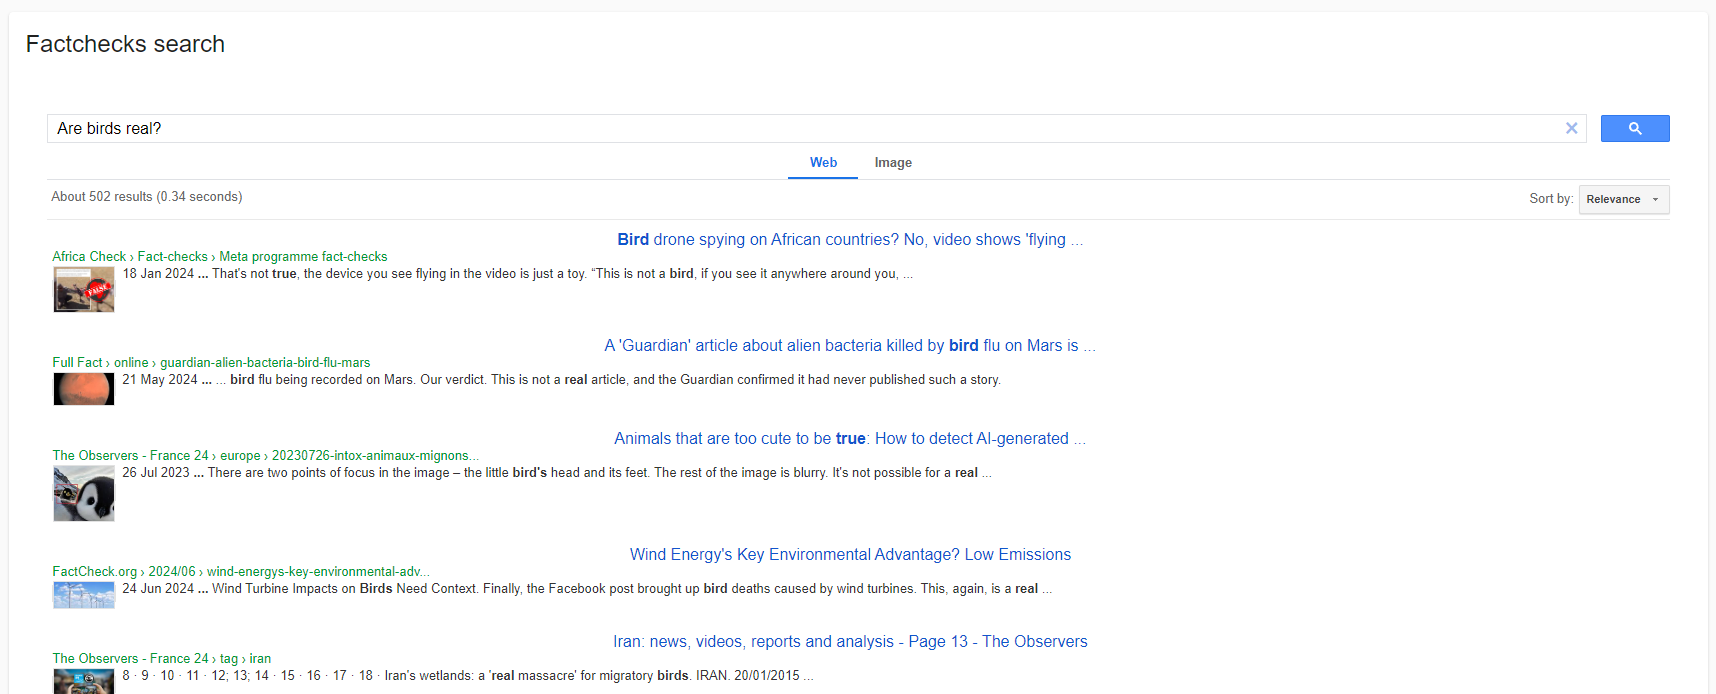 Factchecks search
Are birds real?
Web Image
About 502 results (0.34 seconds)
Sort by: Relevance
Bird drone spying on African countries? No, video shows 'flying ...
Africa Check › Fact-checks › Meta programme fact-checks
18 Jan 2024 ... That's not true, the device you see flying in the video is just a toy. “This is not a bird, if you see it anywhere around you, ...
FALSE
A 'Guardian' article about alien bacteria killed by bird flu on Mars is ...
Full Fact › online › guardian-alien-bacteria-bird-flu-mars
21 May 2024 ... ... bird flu being recorded on Mars. Our verdict. This is not a real article, and the Guardian confirmed it had never published such a story.
Animals that are too cute to be true: How to detect AI-generated ...
The Observers - France 24 › europe › 20230726-intox-animaux-mignons...
26 Jul 2023 ... There are two points of focus in the image – the little bird's head and its feet. The rest of the image is blurry. It's not possible for a real ...
Wind Energy's Key Environmental Advantage? Low Emissions
FactCheck.org › 2024/06 › wind-energys-key-environmental-adv...
24 Jun 2024 ... Wind Turbine Impacts on Birds Need Context. Finally, the Facebook post brought up bird deaths caused by wind turbines. This, again, is a real ...
Iran: news, videos, reports and analysis - Page 13 - The Observers
The Observers - France 24 › tag › iran
8 · 9 · 10 · 11 · 12; 13; 14 · 15 · 16 · 17 · 18 · Iran's wetlands: a 'real massacre' for migratory birds. IRAN. 20/01/2015 ...